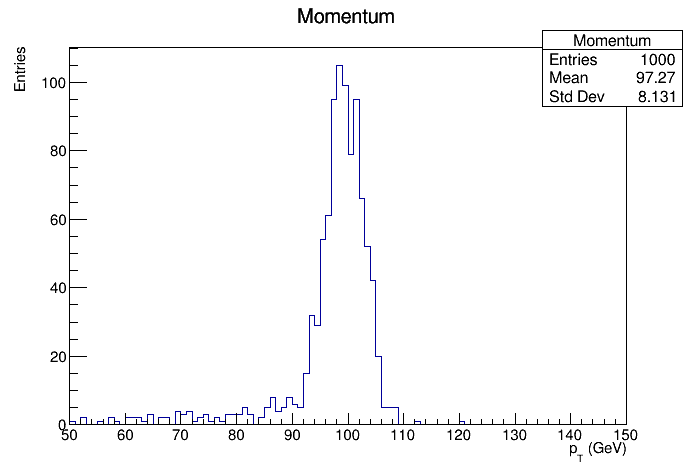 Momentum
Momentum
Entries 1000
Mean 97.27
Std Dev 8.131
Entries
100
80
60
40
20
0
50 60 70 80 90 100 110 120 130 140 150
p_T (GeV)